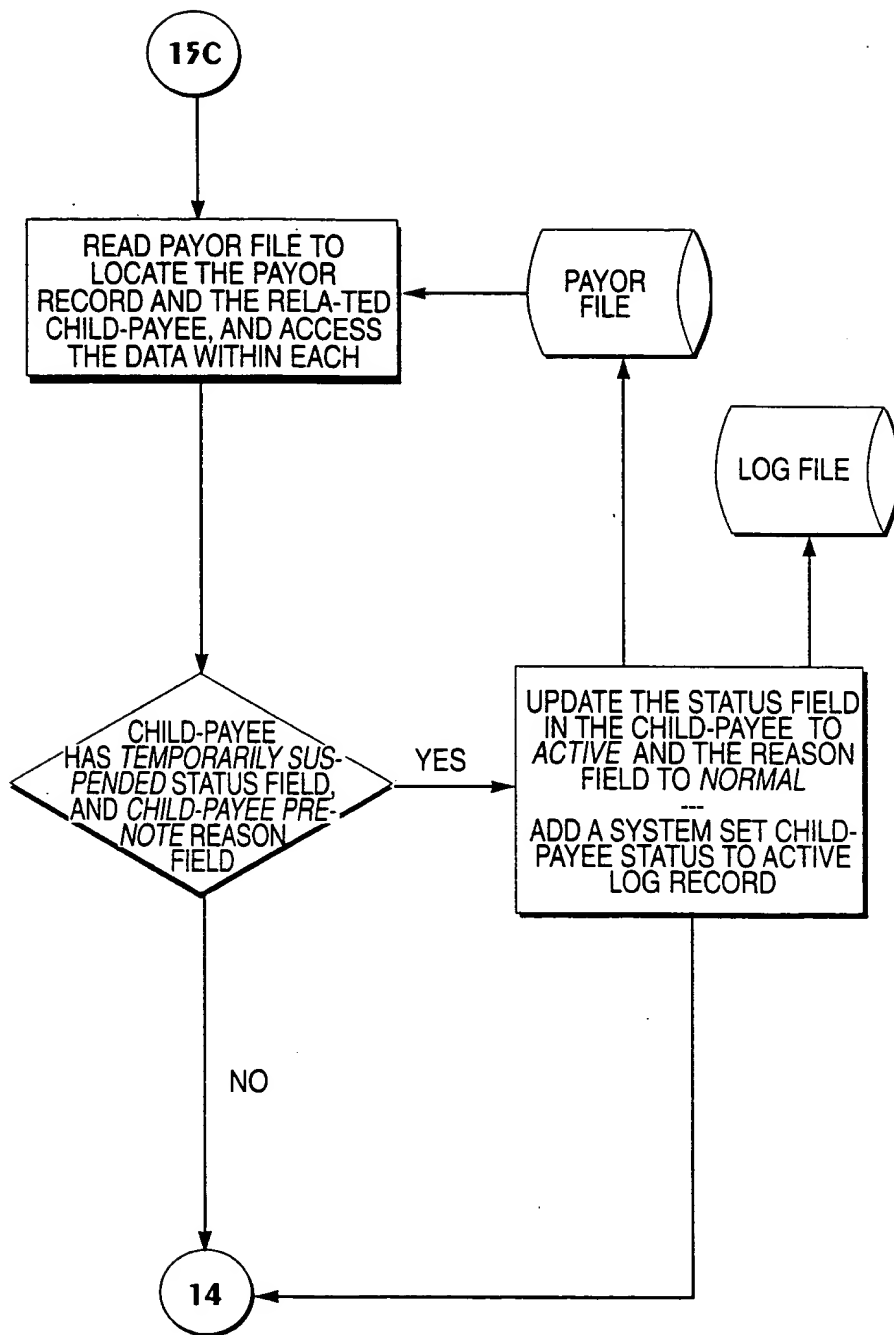 15C
READ PAYOR FILE TO
LOCATE THE PAYOR
RECORD AND THE RELA-TED
CHILD-PAYEE, AND ACCESS
THE DATA WITHIN EACH
PAYOR
FILE
LOG FILE
CHILD-PAYEE
HAS TEMPORARILY SUS-
PENDED STATUS FIELD,
AND CHILD-PAYEE PRE-
NOTE REASON
FIELD
YES
UPDATE THE STATUS FIELD
IN THE CHILD-PAYEE TO
ACTIVE AND THE REASON
FIELD TO NORMAL
---
ADD A SYSTEM SET CHILD-
PAYEE STATUS TO ACTIVE
LOG RECORD
NO
14